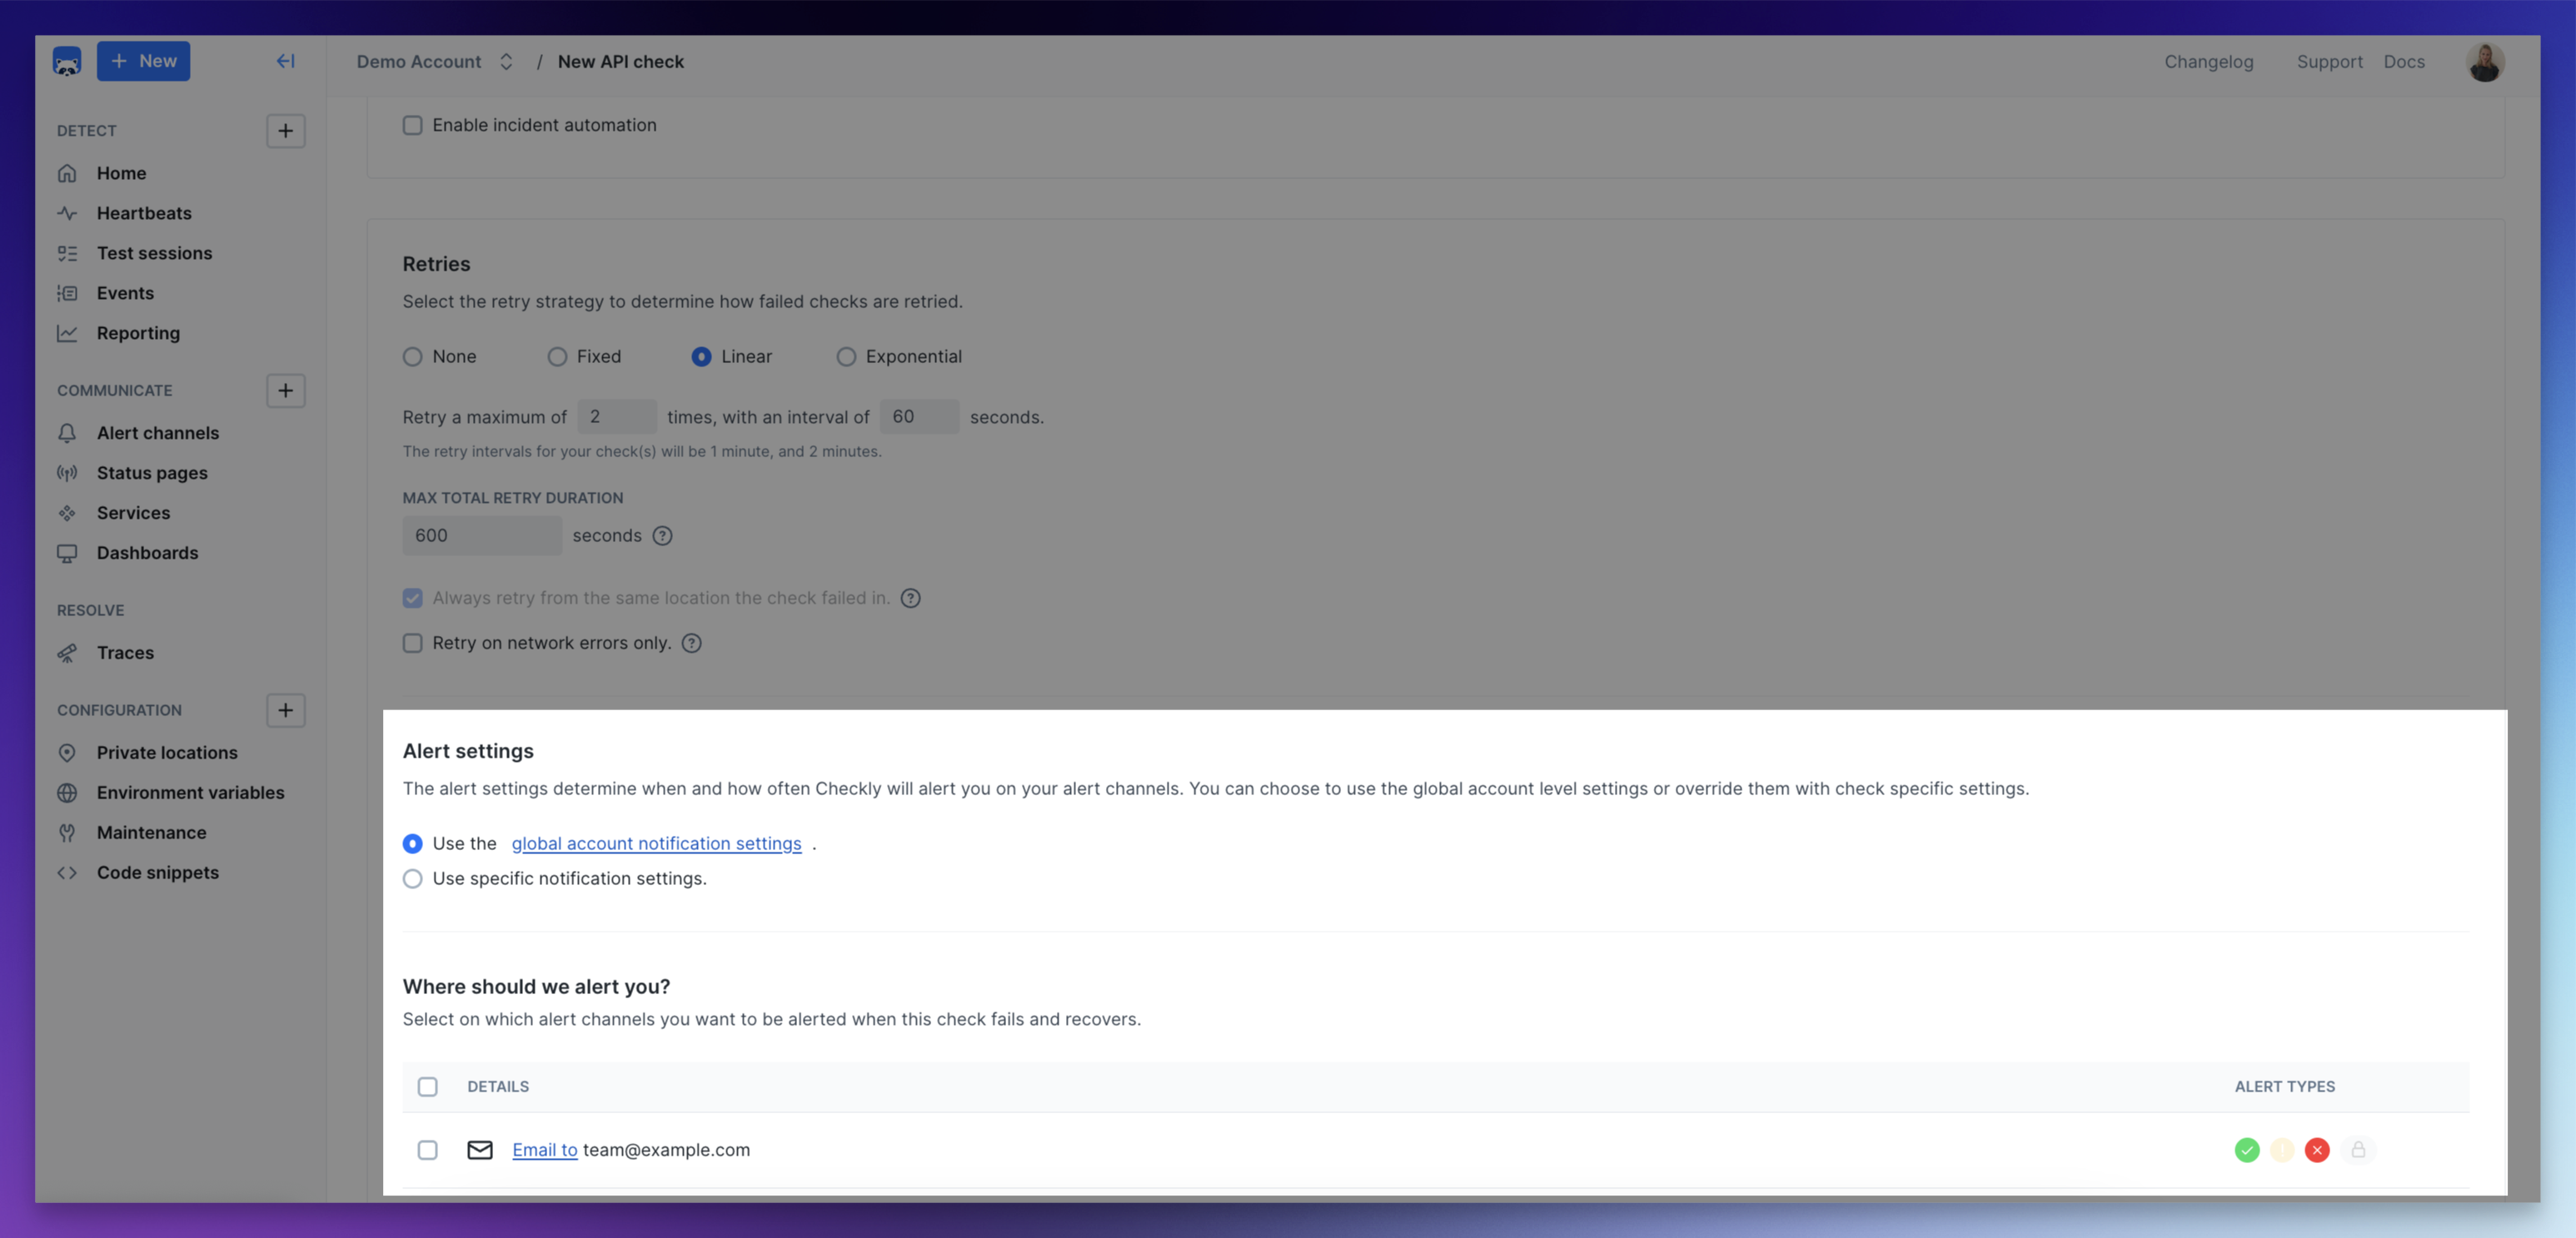 + New
Demo Account / New API check
Changelog Support Docs
DETECT
Home
Heartbeats
Test sessions
Events
Reporting
COMMUNICATE
Alert channels
Status pages
Services
Dashboards
RESOLVE
Traces
CONFIGURATION
Private locations
Environment variables
Maintenance
Code snippets
Enable incident automation
Retries
Select the retry strategy to determine how failed checks are retried.
None Fixed Linear Exponential
Retry a maximum of 2 times, with an interval of 60 seconds.
The retry intervals for your check(s) will be 1 minute, and 2 minutes.
MAX TOTAL RETRY DURATION
600 seconds
Always retry from the same location the check failed in.
Retry on network errors only.
Alert settings
The alert settings determine when and how often Checkly will alert you on your alert channels. You can choose to use the global account level settings or override them with check specific settings.
Use the global account notification settings .
Use specific notification settings.
Where should we alert you?
Select on which alert channels you want to be alerted when this check fails and recovers.
DETAILS ALERT TYPES
Email to team@example.com